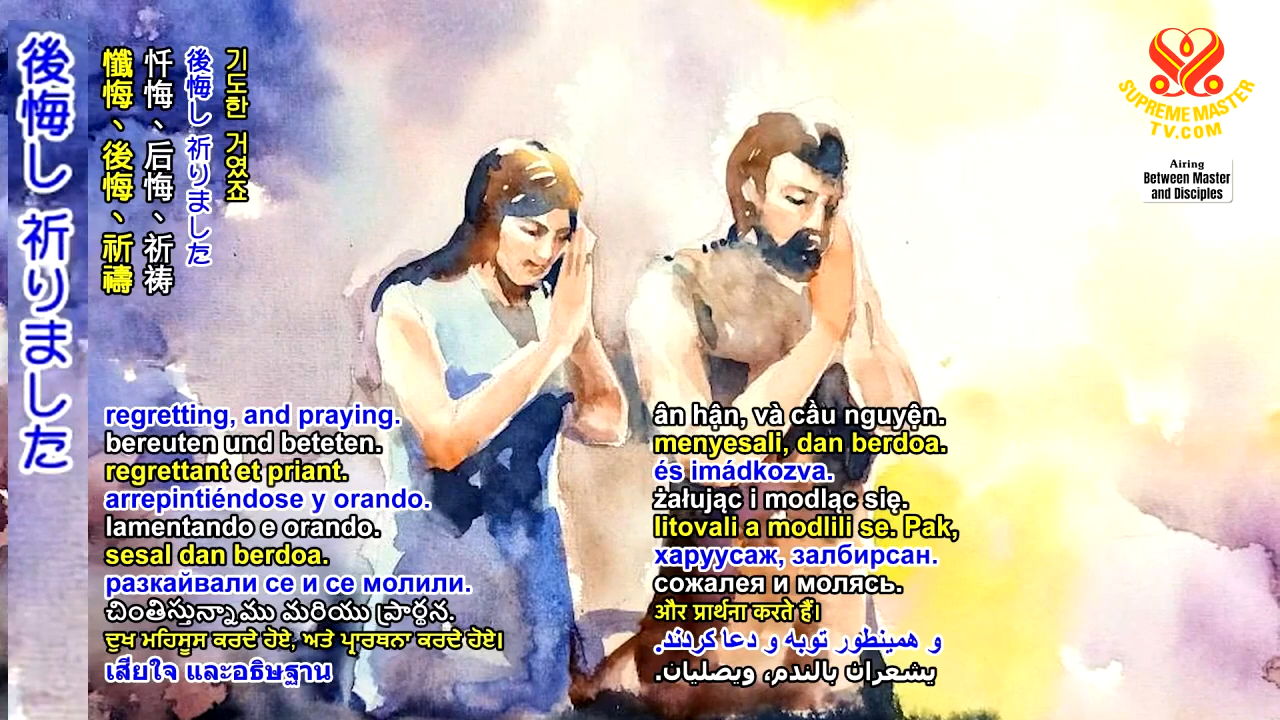 後悔し 祈りました
懺悔、後悔、祈禱
忏悔、后悔、祈祷
後悔し 祈りました
기도한 거였죠
SUPREME MASTER
TV.COM
Airing
Between Master
and Disciples
regretting, and praying.
bereuten und beteten.
regrettant et priant.
arrepintiéndose y orando.
lamentando e orando.
sesal dan berdoa.
разкайвали се и се молили.
చింతిస్తున్నాము మరియు ప్రార్థన.
ਦੁਖ ਮਹਿਸੂਸ ਕਰਦੇ ਹੋਏ, ਅਤੇ ਪ੍ਰਾਰਥਨਾ ਕਰਦੇ ਹੋਏ।
เสียใจ และอธิษฐาน
ân hận, và cầu nguyện.
menyesali, dan berdoa.
és imádkozva.
żałując i modląc się.
litovali a modlili se. Pak,
харуусаж, залбирсан.
сожалея и молясь.
और प्रार्थना करते हैं।
و همینطور توبه و دعا کردند.
يشعران بالندم، ويصليان.